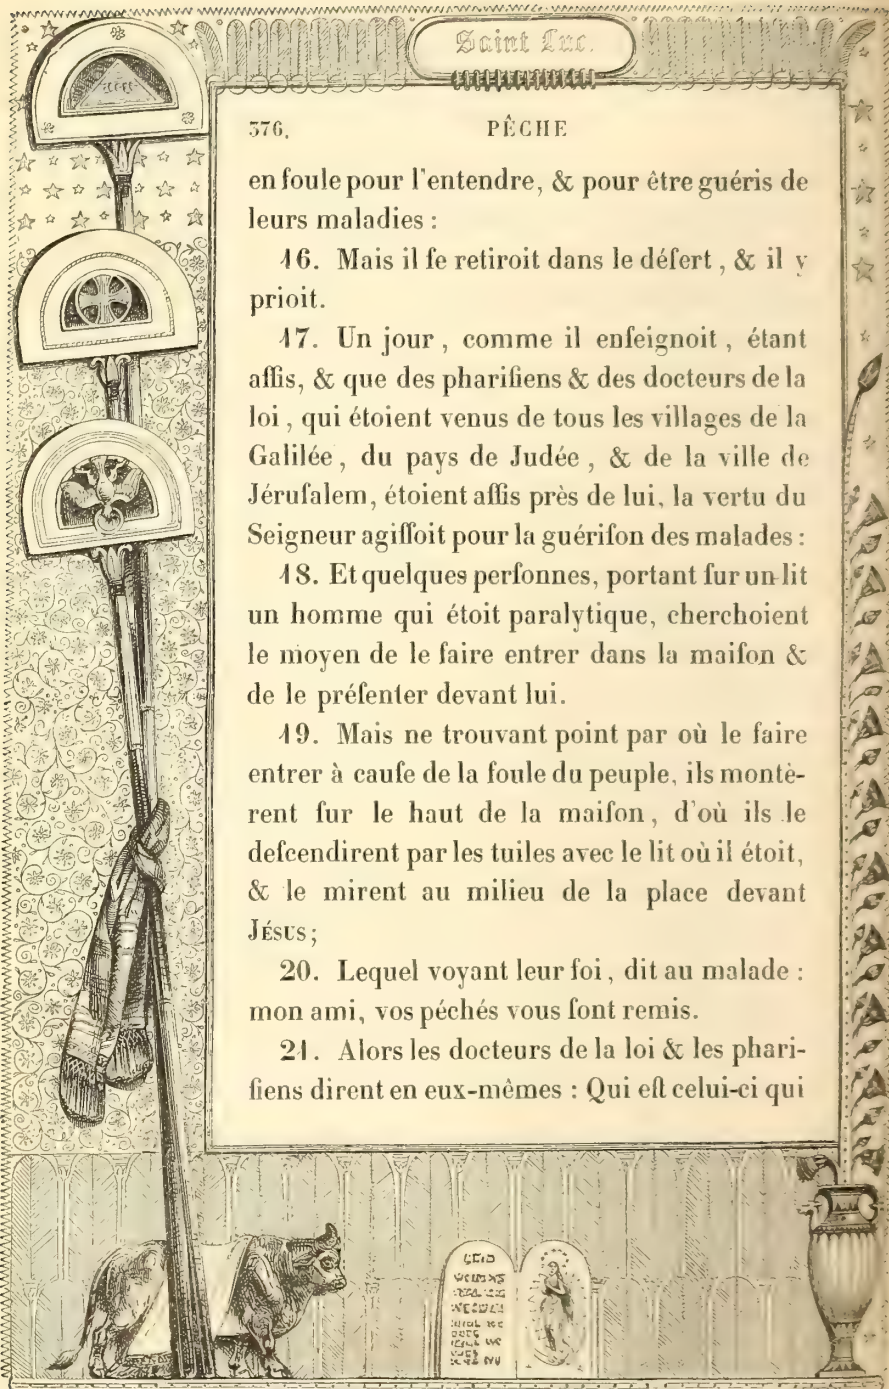 Saint Luc.
376. PÊCHE
en foule pour l'entendre, & pour être guéris de
leurs maladies :
16. Mais il ſe retiroit dans le déſert, & il y
prioit.
17. Un jour, comme il enſeignoit, étant
aſſis, & que des phariſiens & des docteurs de la
loi, qui étoient venus de tous les villages de la
Galilée, du pays de Judée, & de la ville de
Jéruſalem, étoient aſſis près de lui, la vertu du
Seigneur agiſſoit pour la guériſon des malades :
18. Et quelques perſonnes, portant ſur un lit
un homme qui étoit paralytique, cherchoient
le moyen de le faire entrer dans la maiſon &
de le préſenter devant lui.
19. Mais ne trouvant point par où le faire
entrer à cauſe de la foule du peuple, ils montè-
rent ſur le haut de la maiſon, d'où ils le
deſcendirent par les tuiles avec le lit où il étoit,
& le mirent au milieu de la place devant
JÉSUS;
20. Lequel voyant leur foi, dit au malade :
mon ami, vos péchés vous ſont remis.
21. Alors les docteurs de la loi & les phari-
ſiens dirent en eux-mêmes : Qui eſt celui-ci qui